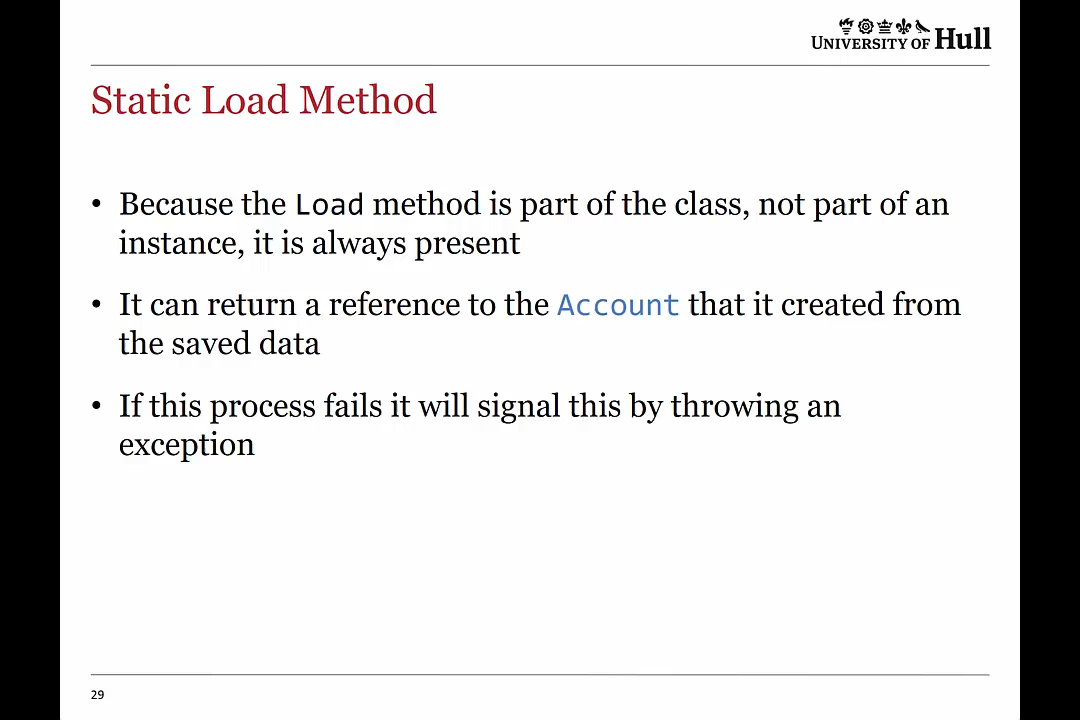 UNIVERSITY OF Hull
Static Load Method
• Because the Load method is part of the class, not part of an
instance, it is always present
• It can return a reference to the Account that it created from
the saved data
• If this process fails it will signal this by throwing an
exception
29